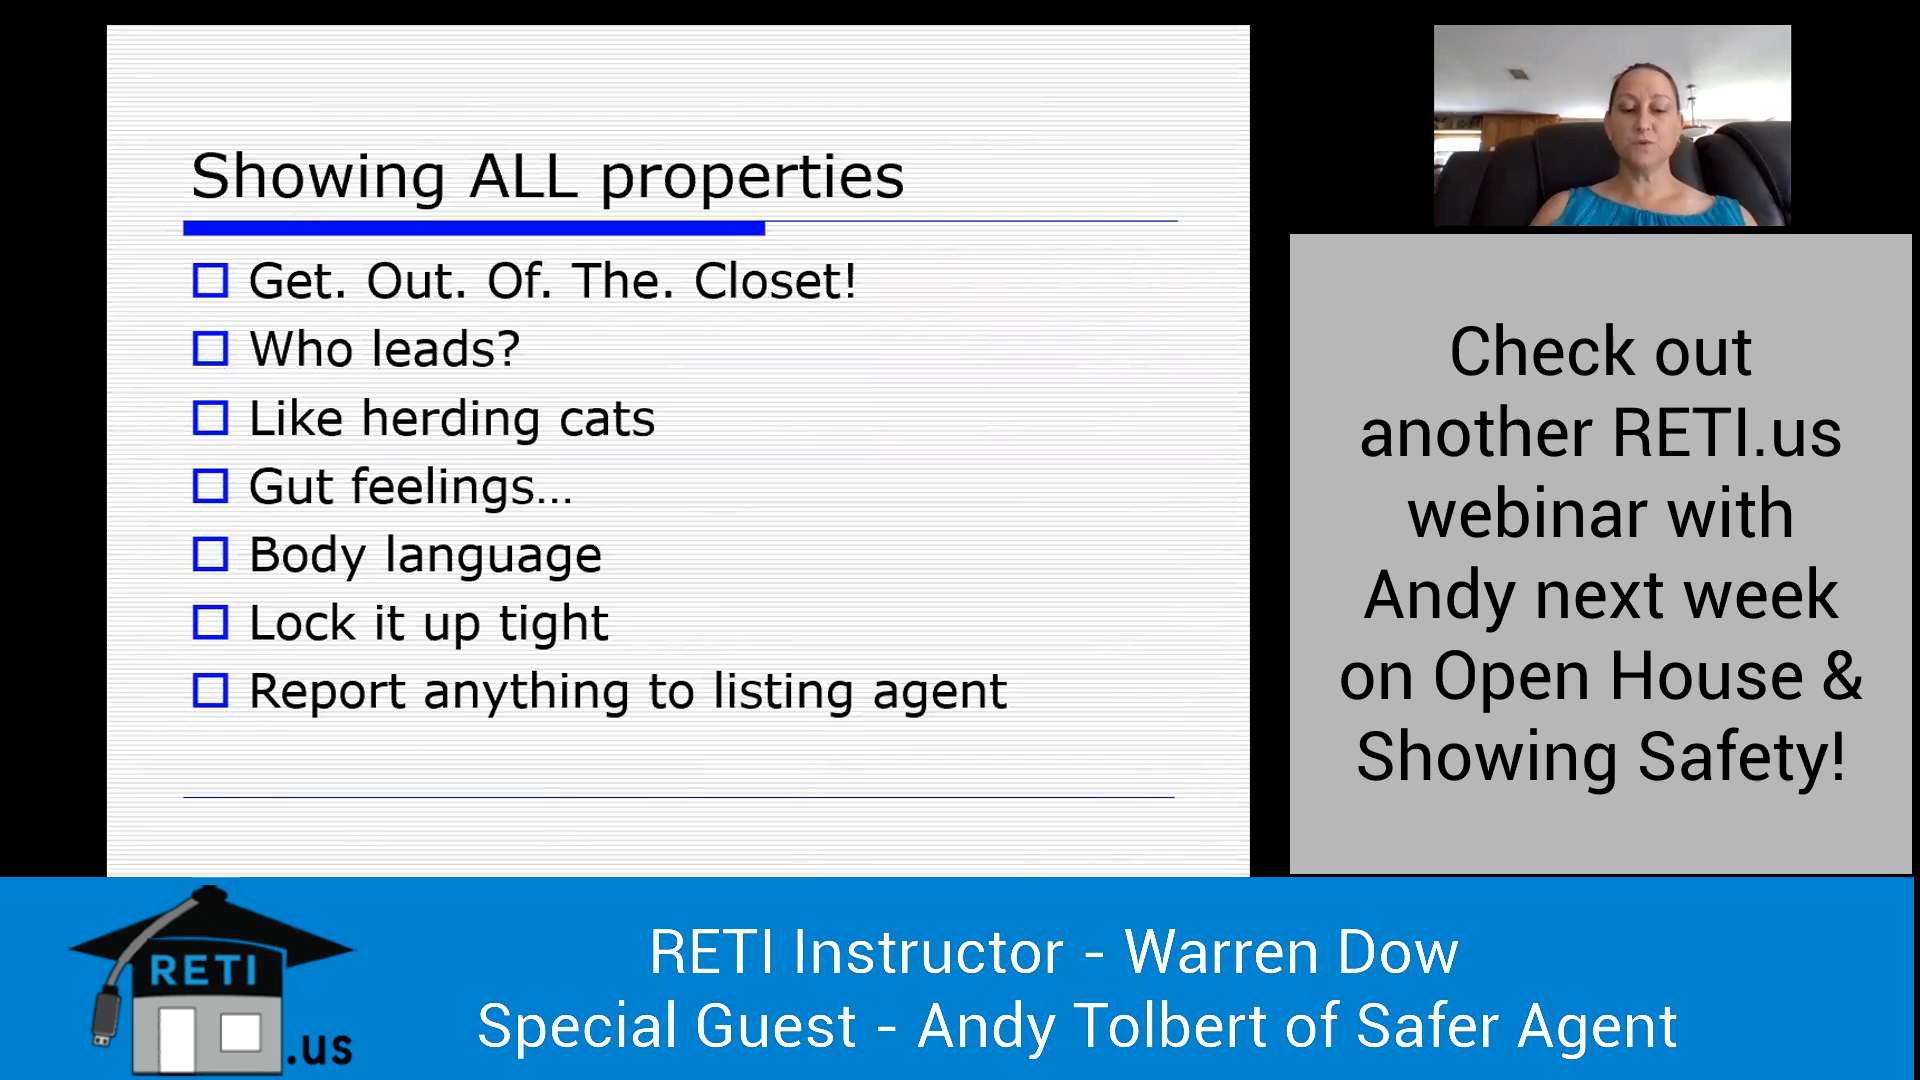 Showing ALL properties
Get. Out. Of. The. Closet!
Who leads?
Like herding cats
Gut feelings...
Body language
Lock it up tight
Report anything to listing agent
Check out
another RETI.us
webinar with
Andy next week
on Open House &
Showing Safety!
RETI
.us
RETI Instructor - Warren Dow
Special Guest - Andy Tolbert of Safer Agent